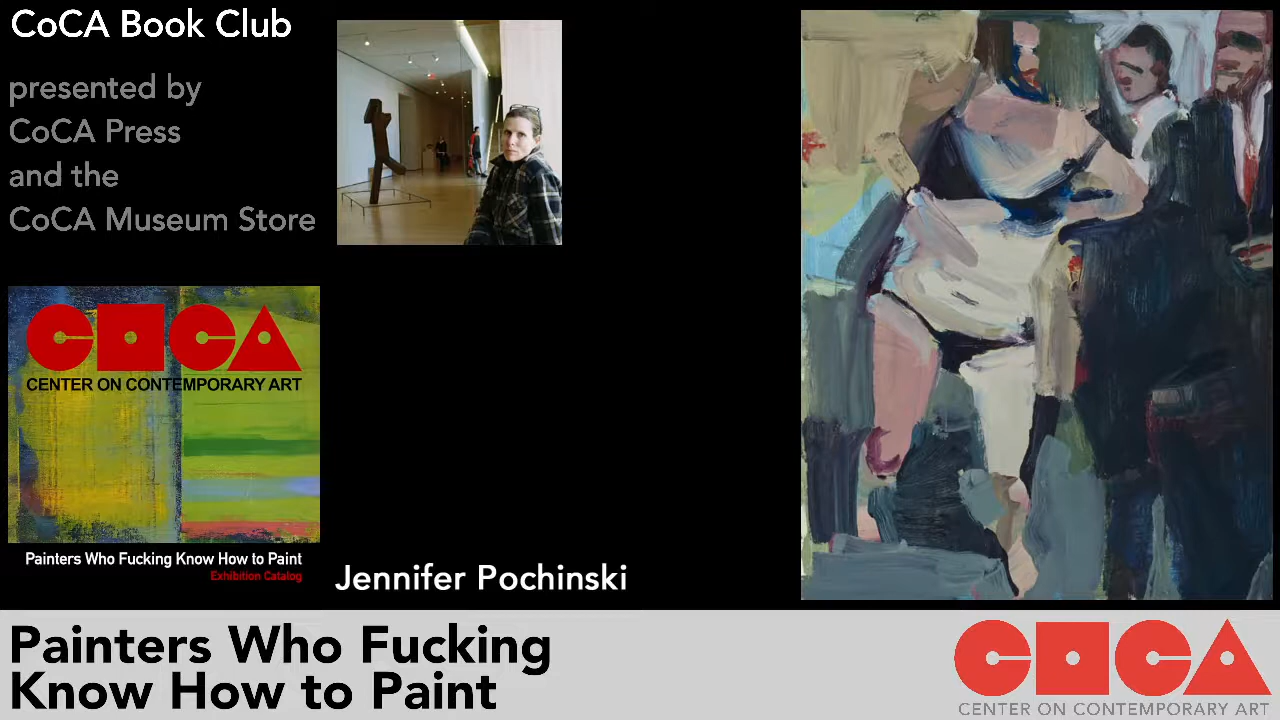 CoCA Book Club
presented by
CoCA Press
and the
CoCA Museum Store
COCA
CENTER ON CONTEMPORARY ART
Painters Who Fucking Know How to Paint
Exhibition Catalog
Jennifer Pochinski
Painters Who Fucking
Know How to Paint
COCA
CENTER ON CONTEMPORARY ART